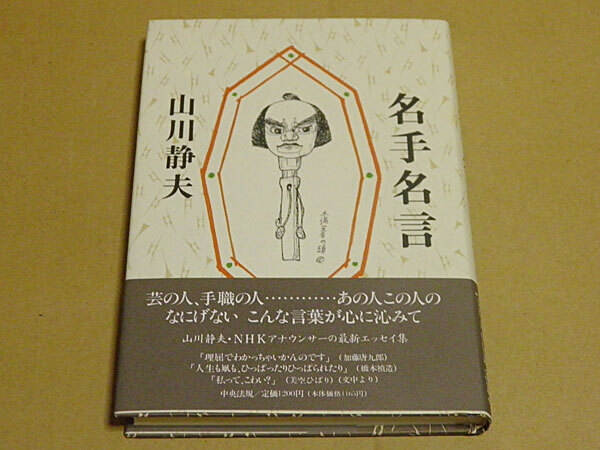 名手名言
山川静夫
芸の人、手職の人…………あの人この人の
なにげない こんな言葉が心に沁みて
山川静夫・NHKアナウンサーの最新エッセイ集
「理屈でわかっちゃいかんのです」（加藤唐九郎）
「人生も凧も、ひっぱったりひっぱられたり」（橋本禎造）
「私って、こわい？」（美空ひばり）（文中より）
中央法規／定価1200円（本体価格1165円）